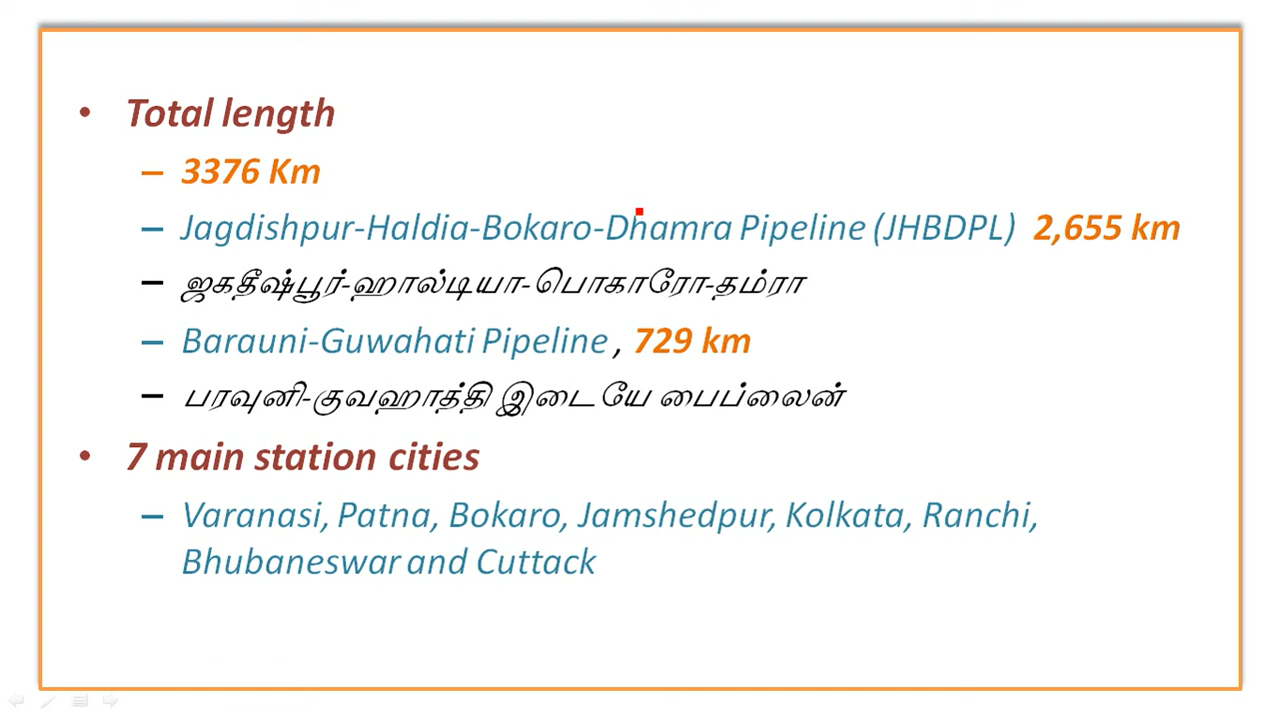 • Total length
– 3376 Km
– Jagdishpur-Haldia-Bokaro-Dhamra Pipeline (JHBDPL) 2,655 km
– ஜகதீஷ்பூர்-ஹால்டியா-பொகாரோ-தம்ரா
– Barauni-Guwahati Pipeline , 729 km
– பரவுனி-குவஹாத்தி இடையே பைப்லைன்
• 7 main station cities
– Varanasi, Patna, Bokaro, Jamshedpur, Kolkata, Ranchi,
Bhubaneswar and Cuttack